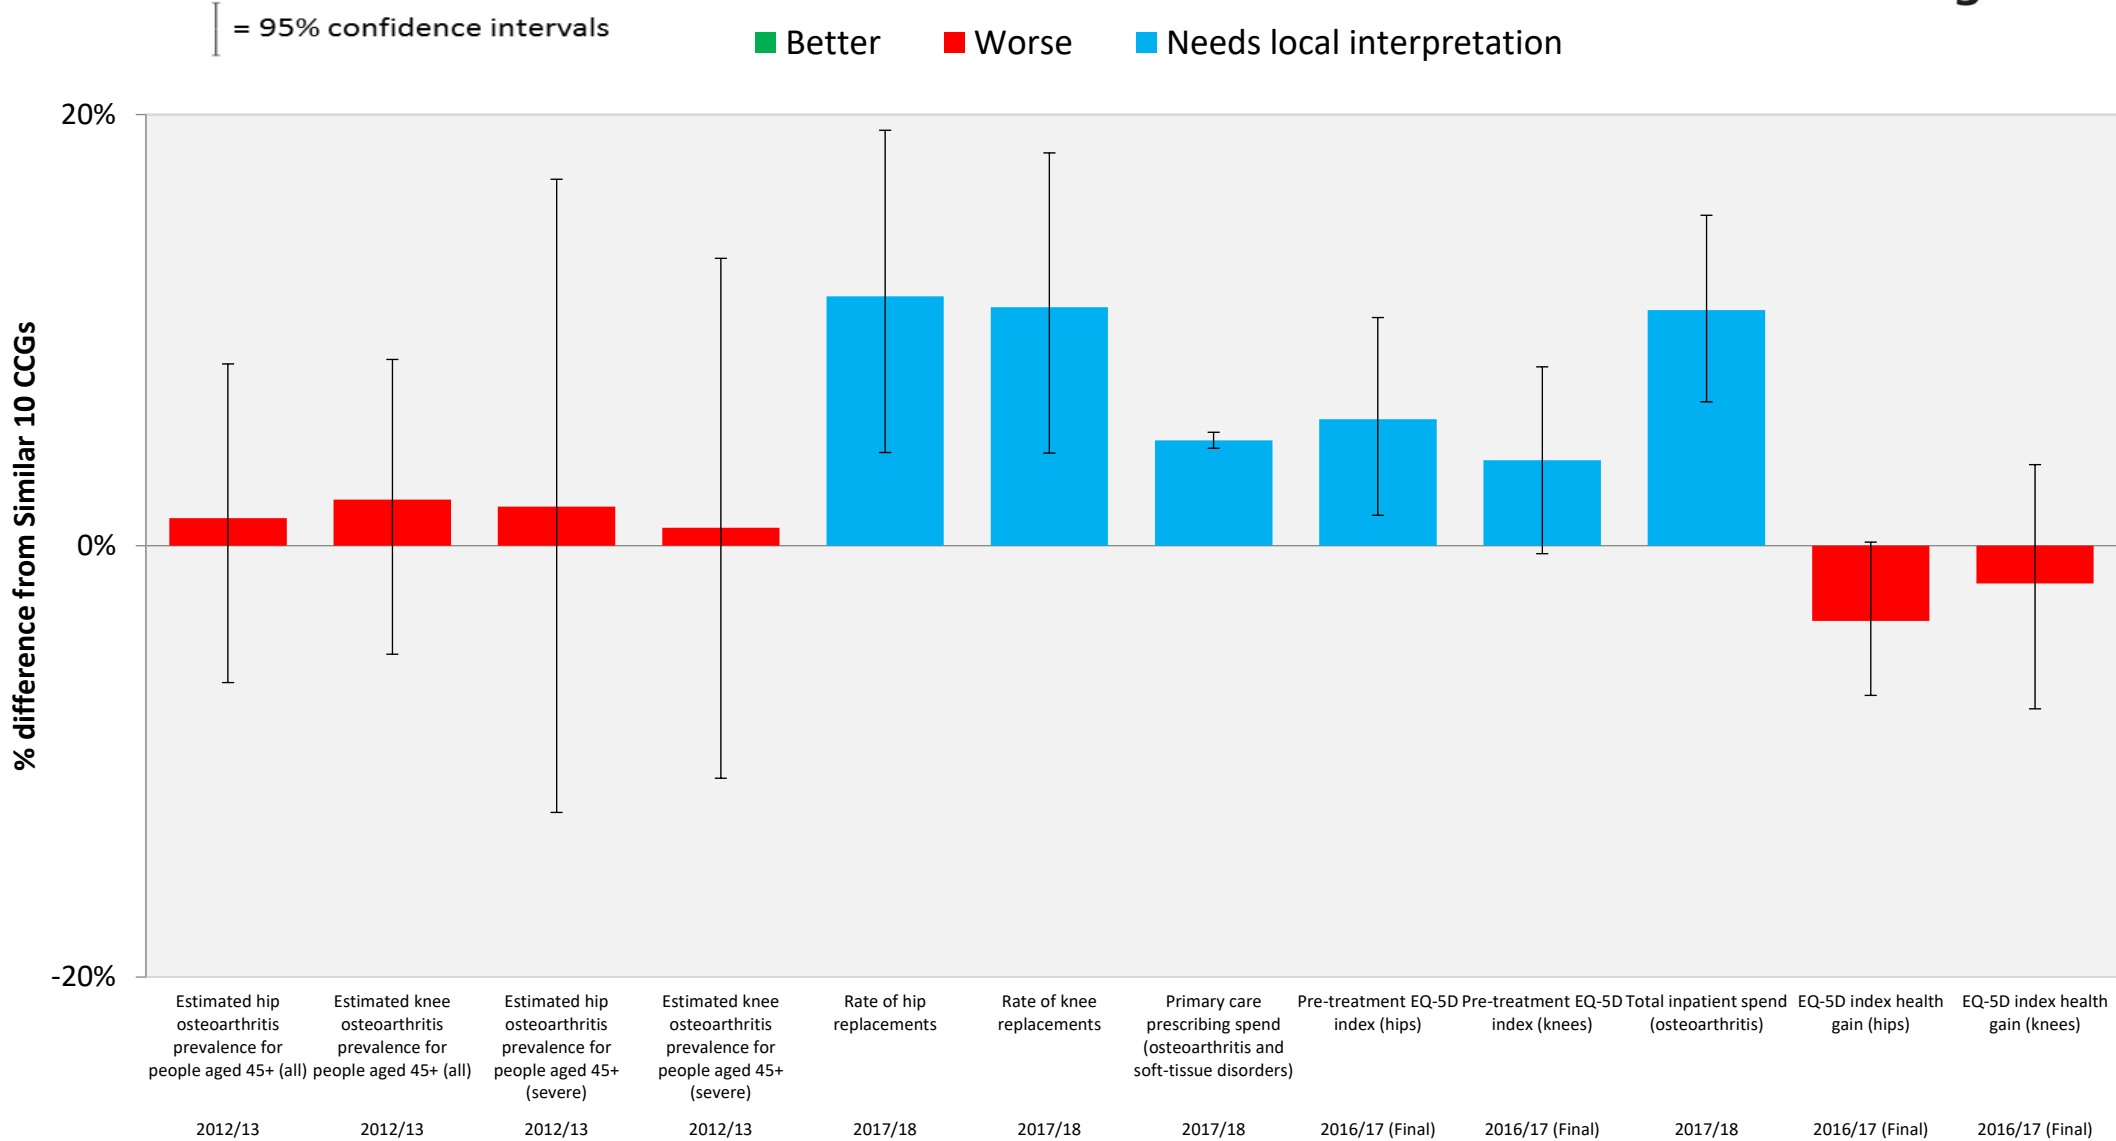 = 95% confidence intervals
Better
Worse
Needs local interpretation
% difference from Similar 10 CCGs
20%
0%
-20%
Estimated hip
osteoarthritis
prevalence for
people aged 45+ (all)
2012/13
Estimated knee
osteoarthritis
prevalence for
people aged 45+ (all)
2012/13
Estimated hip
osteoarthritis
prevalence for
people aged 45+
(severe)
2012/13
Estimated knee
osteoarthritis
prevalence for
people aged 45+
(severe)
2012/13
Rate of hip
replacements
2017/18
Rate of knee
replacements
2017/18
Primary care
prescribing spend
(osteoarthritis and
soft-tissue disorders)
2017/18
Pre-treatment EQ-5D
index (hips)
2016/17 (Final)
Pre-treatment EQ-5D
index (knees)
2016/17 (Final)
Total inpatient spend
(osteoarthritis)
2017/18
EQ-5D index health
gain (hips)
2016/17 (Final)
EQ-5D index health
gain (knees)
2016/17 (Final)